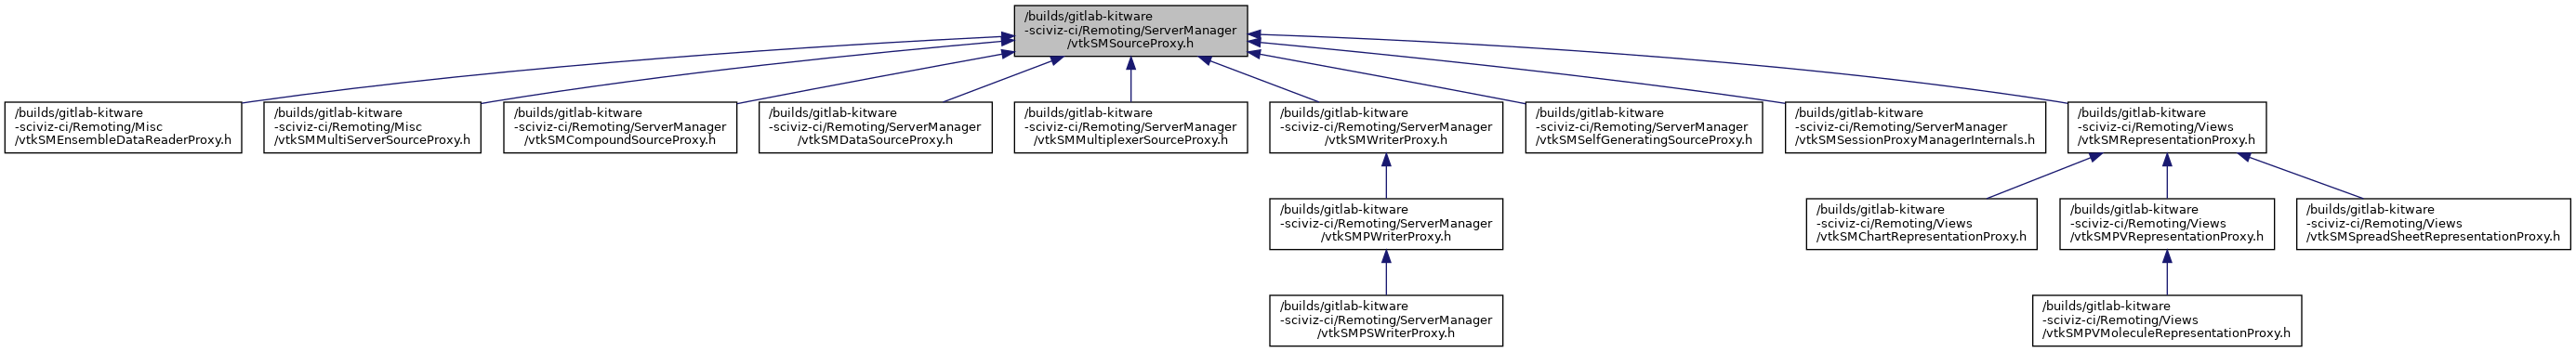 /builds/gitlab-kitware
-sciviz-ci/Remoting/ServerManager
/vtkSMSourceProxy.h
/builds/gitlab-kitware
-sciviz-ci/Remoting/Misc
/vtkSMEnsembleDataReaderProxy.h
/builds/gitlab-kitware
-sciviz-ci/Remoting/Misc
/vtkSMMultiServerSourceProxy.h
/builds/gitlab-kitware
-sciviz-ci/Remoting/ServerManager
/vtkSMCompoundSourceProxy.h
/builds/gitlab-kitware
-sciviz-ci/Remoting/ServerManager
/vtkSMDataSourceProxy.h
/builds/gitlab-kitware
-sciviz-ci/Remoting/ServerManager
/vtkSMMultiplexerSourceProxy.h
/builds/gitlab-kitware
-sciviz-ci/Remoting/ServerManager
/vtkSMWriterProxy.h
/builds/gitlab-kitware
-sciviz-ci/Remoting/ServerManager
/vtkSMSelfGeneratingSourceProxy.h
/builds/gitlab-kitware
-sciviz-ci/Remoting/ServerManager
/vtkSMSessionProxyManagerInternals.h
/builds/gitlab-kitware
-sciviz-ci/Remoting/Views
/vtkSMRepresentationProxy.h
/builds/gitlab-kitware
-sciviz-ci/Remoting/ServerManager
/vtkSMPWriterProxy.h
/builds/gitlab-kitware
-sciviz-ci/Remoting/Views
/vtkSMChartRepresentationProxy.h
/builds/gitlab-kitware
-sciviz-ci/Remoting/Views
/vtkSMPVRepresentationProxy.h
/builds/gitlab-kitware
-sciviz-ci/Remoting/Views
/vtkSMSpreadSheetRepresentationProxy.h
/builds/gitlab-kitware
-sciviz-ci/Remoting/ServerManager
/vtkSMPSWriterProxy.h
/builds/gitlab-kitware
-sciviz-ci/Remoting/Views
/vtkSMPVMoleculeRepresentationProxy.h